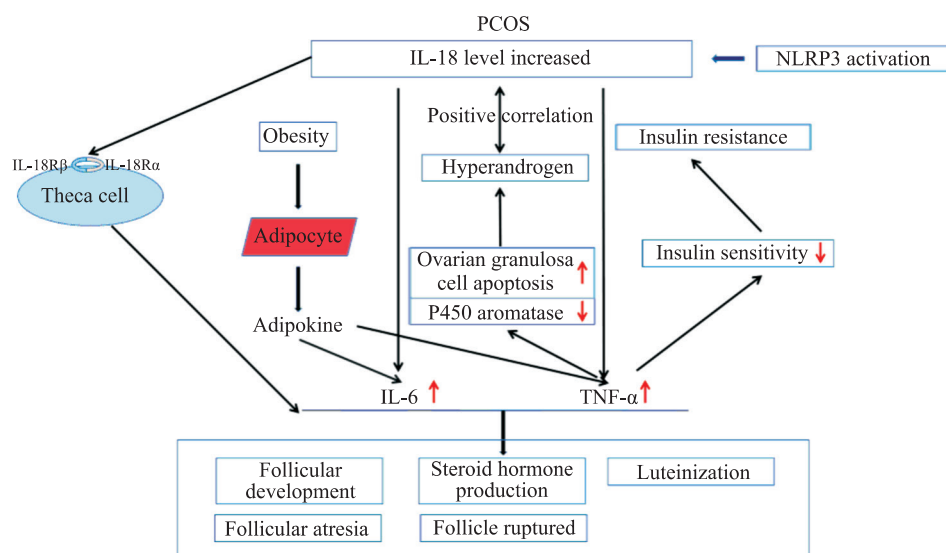 PCOS
IL-18 level increased
NLRP3 activation
Positive correlation
Obesity
Insulin resistance
IL-18Rβ
IL-18Rα
Hyperandrogen
Theca cell
Adipocyte
Ovarian granulosa
cell apoptosis
Insulin sensitivity
P450 aromatase
Adipokine
IL-6
TNF-α
Follicular
development
Steroid hormone
production
Luteinization
Follicular atresia
Follicle ruptured